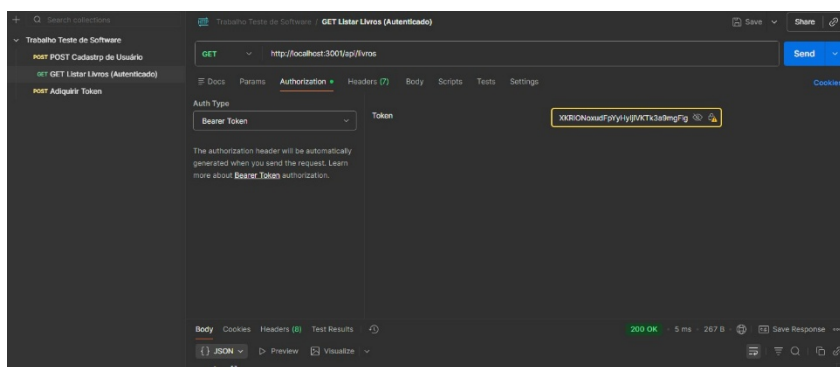 Search collections
Trabalho Teste de Software / GET Listar Livros (Autenticado)
Save
Share
Trabalho Teste de Software
POST POST Cadastrp de Usuário
GET GET Listar Livros (Autenticado)
POST Adiquirir Token
GET
http://localhost:3001/api/livros
Send
Docs Params Authorization Headers (7) Body Scripts Tests Settings
Cookies
Auth Type
Bearer Token
Token
The authorization header will be automatically
generated when you send the request. Learn
more about Bearer Token authorization.
Body Cookies Headers (8) Test Results
200 OK 5 ms 267 B Save Response
{} JSON Preview Visualize